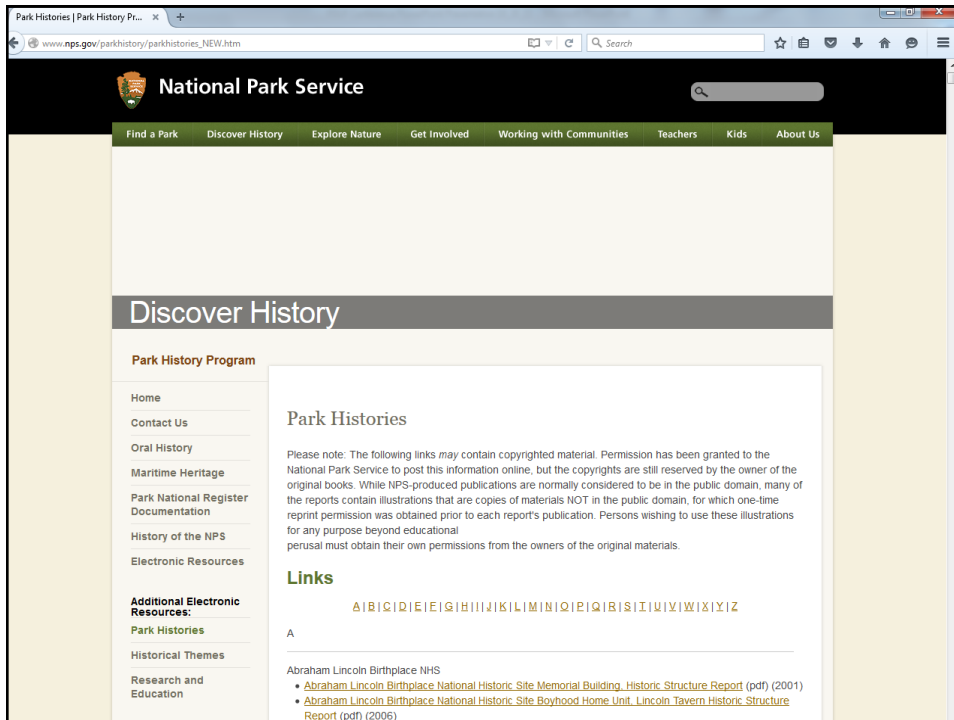 Park Histories | Park History Pr...
www.nps.gov/parkhistory/parkhistories_NEW.htm
Search
National Park Service
Find a Park Discover History Explore Nature Get Involved Working with Communities Teachers Kids About Us
Discover History
Park History Program
Home
Contact Us
Oral History
Maritime Heritage
Park National Register
Documentation
History of the NPS
Electronic Resources
Additional Electronic
Resources:
Park Histories
Historical Themes
Research and
Education
Park Histories
Please note: The following links may contain copyrighted material. Permission has been granted to the
National Park Service to post this information online, but the copyrights are still reserved by the owner of the
original books. While NPS-produced publications are normally considered to be in the public domain, many of
the reports contain illustrations that are copies of materials NOT in the public domain, for which one-time
reprint permission was obtained prior to each report's publication. Persons wishing to use these illustrations
for any purpose beyond educational
perusal must obtain their own permissions from the owners of the original materials.
Links
A | B | C | D | E | F | G | H | I | J | K | L | M | N | O | P | Q | R | S | T | U | V | W | X | Y | Z
A
Abraham Lincoln Birthplace NHS
• Abraham Lincoln Birthplace National Historic Site Memorial Building, Historic Structure Report (pdf) (2001)
• Abraham Lincoln Birthplace National Historic Site Boyhood Home Unit, Lincoln Tavern Historic Structure
Report (pdf) (2006)